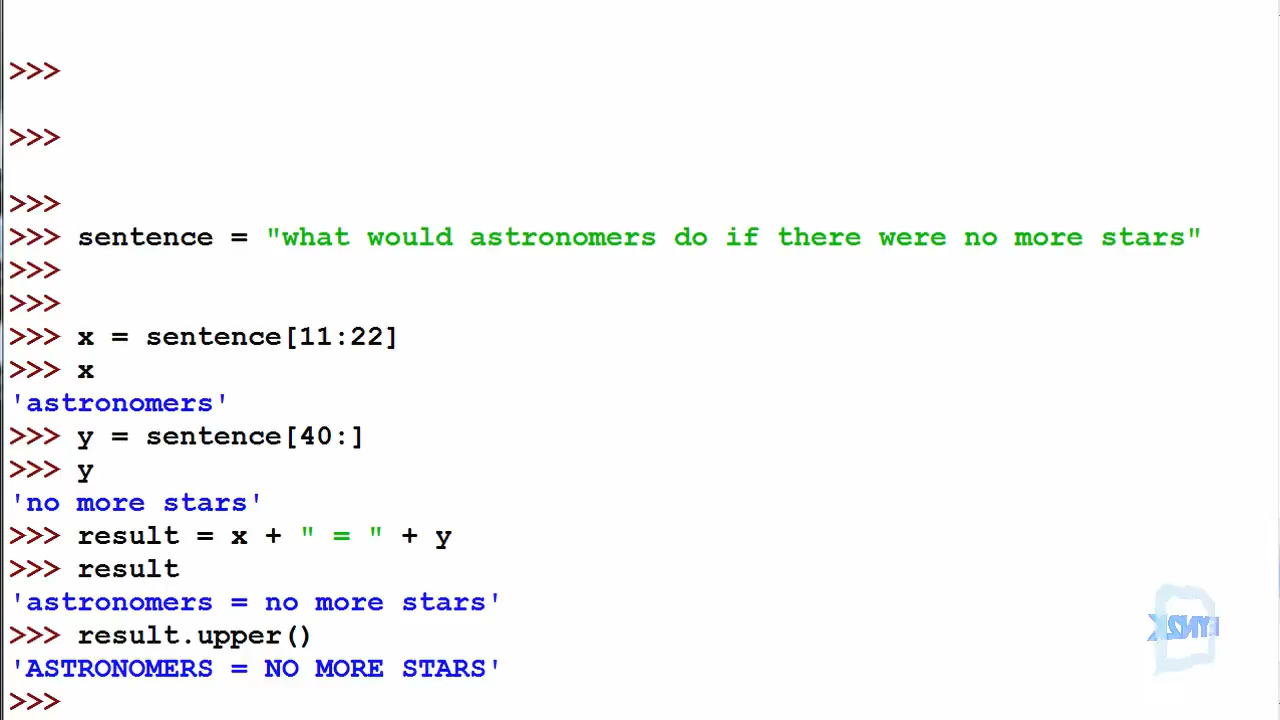 >>>
>>>
>>>
>>> sentence = "what would astronomers do if there were no more stars"
>>>
>>>
>>> x = sentence[11:22]
>>> x
'astronomers'
>>> y = sentence[40:]
>>> y
'no more stars'
>>> result = x + " = " + y
>>> result
'astronomers = no more stars'
>>> result.upper()
'ASTRONOMERS = NO MORE STARS'
>>>